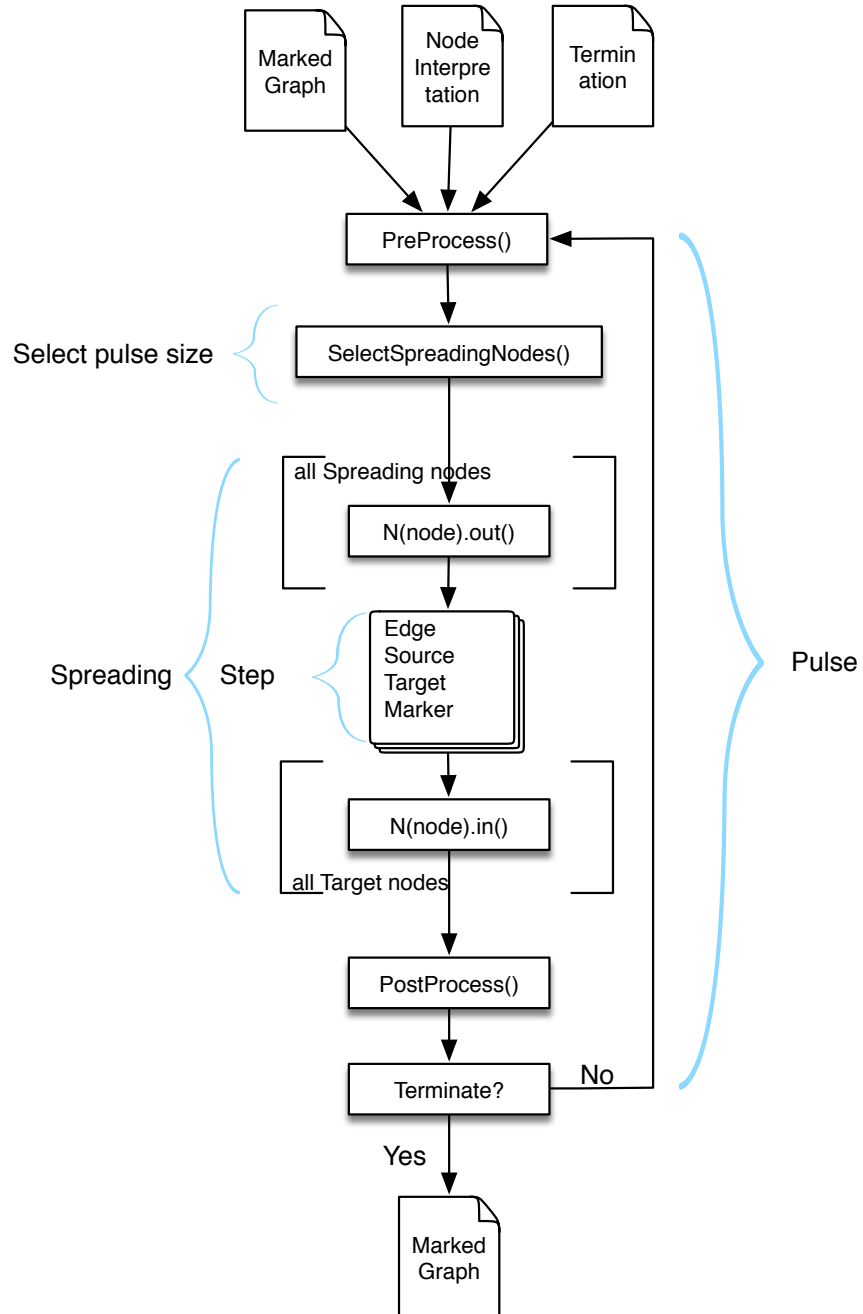 Marked
Graph
Node
Interpre
tation
Termin
ation
PreProcess()
Select pulse size
SelectSpreadingNodes()
all Spreading nodes
N(node).out()
Edge
Source
Target
Marker
Spreading
Step
Pulse
N(node).in()
all Target nodes
PostProcess()
Terminate?
No
Yes
Marked
Graph